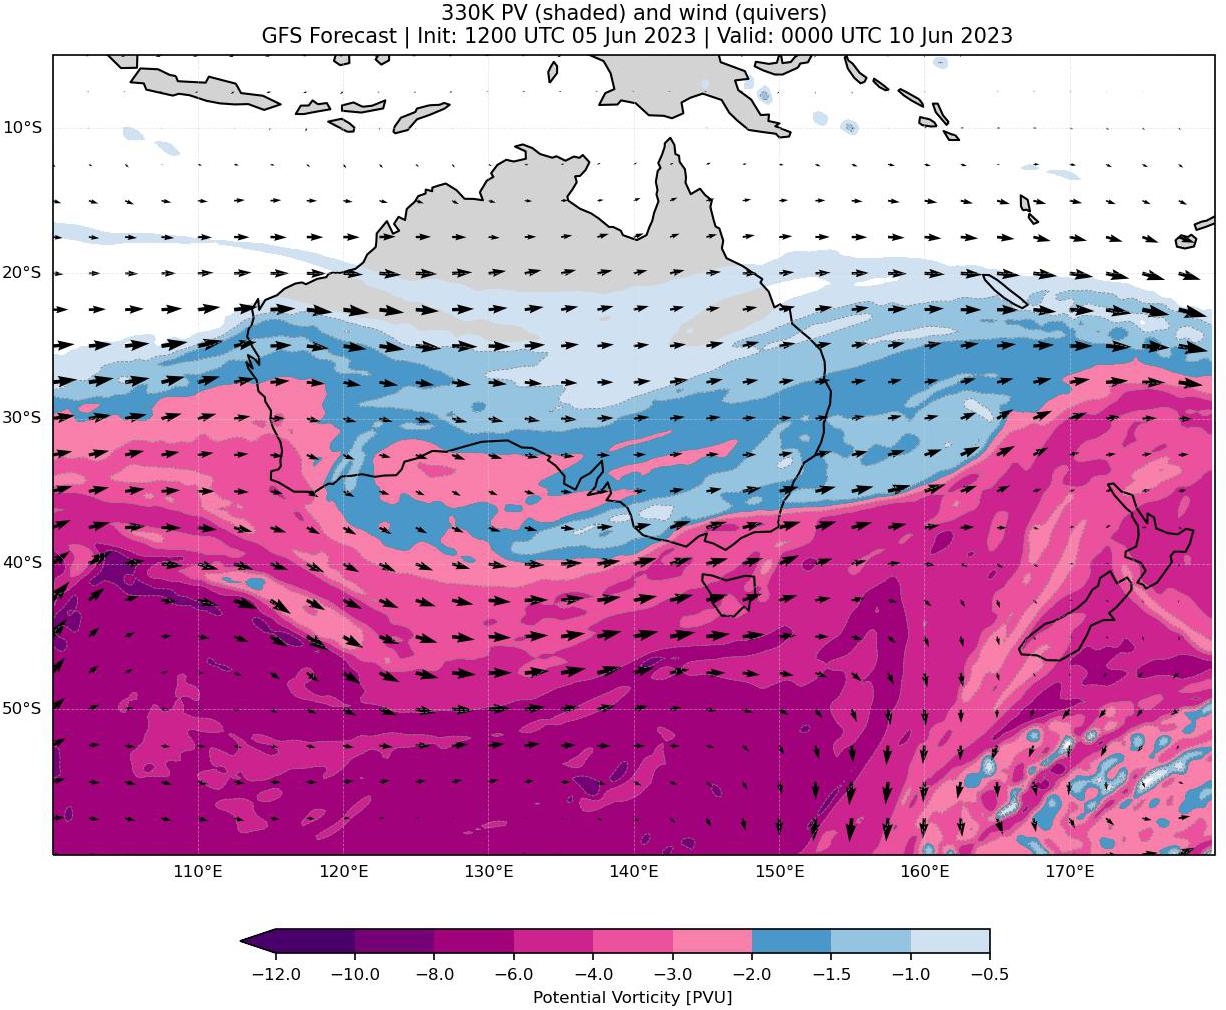 330K PV (shaded) and wind (quivers)
GFS Forecast | Init: 1200 UTC 05 Jun 2023 | Valid: 0000 UTC 10 Jun 2023
10°S
20°S
30°S
40°S
50°S
110°E 120°E 130°E 140°E 150°E 160°E 170°E
−12.0 −10.0 −8.0 −6.0 −4.0 −3.0 −2.0 −1.5 −1.0 −0.5
Potential Vorticity [PVU]